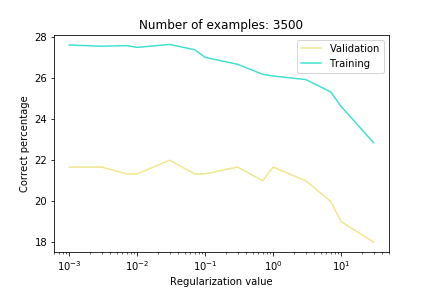 Number of examples: 3500
Correct percentage
28
26
24
22
20
18
Validation
Training
10⁻³
10⁻²
10⁻¹
10⁰
10¹
Regularization value